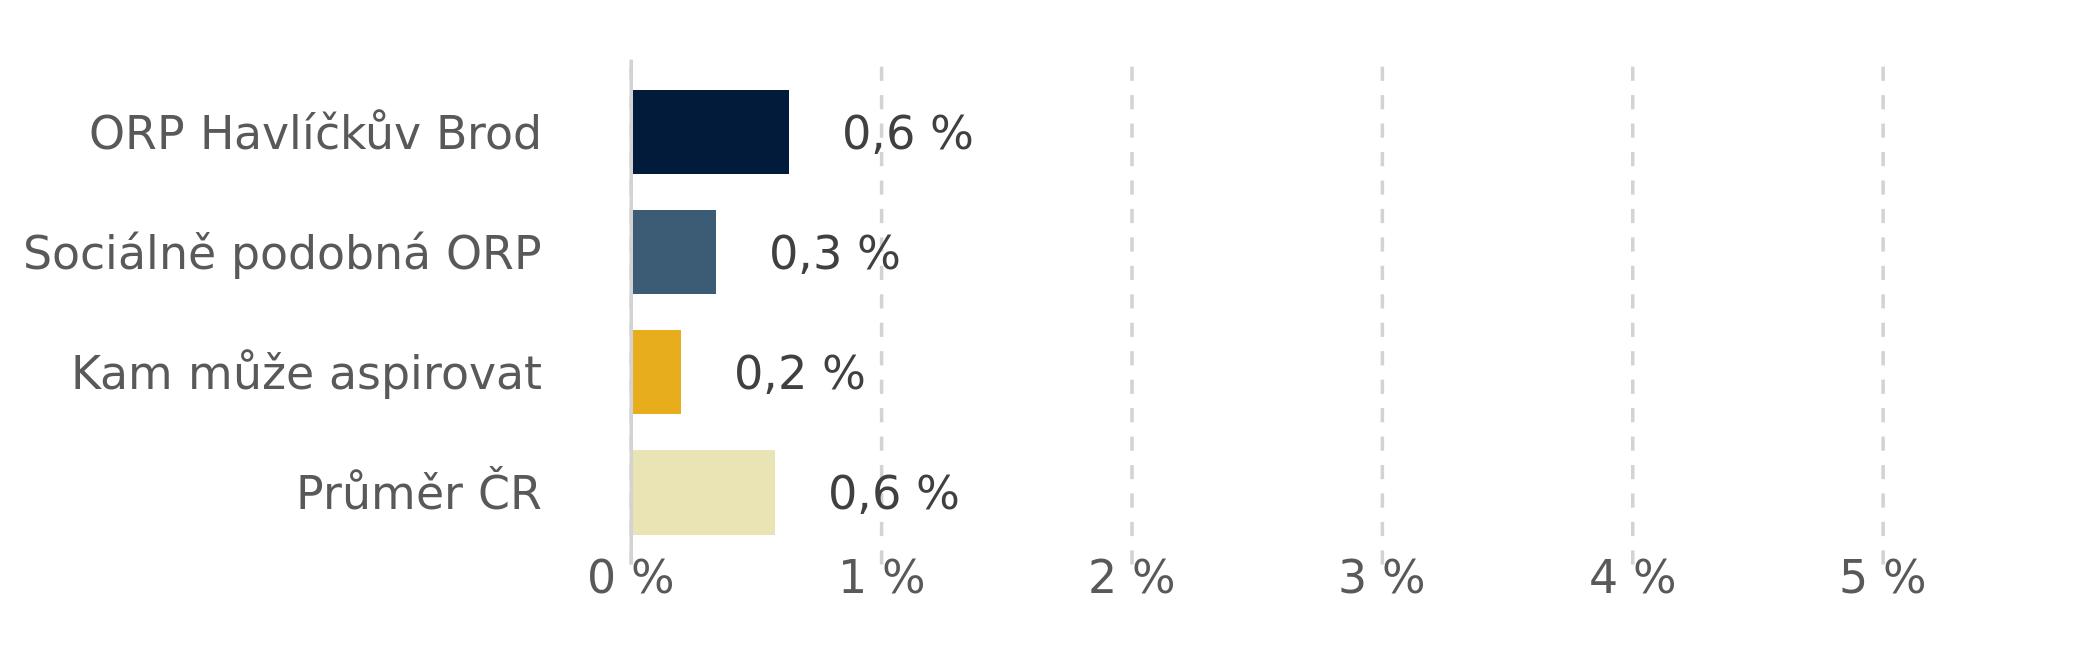 ORP Havlíčkův Brod 0,6 %
Sociálně podobná ORP 0,3 %
Kam může aspirovat 0,2 %
Průměr ČR 0,6 %
0 % 1 % 2 % 3 % 4 % 5 %